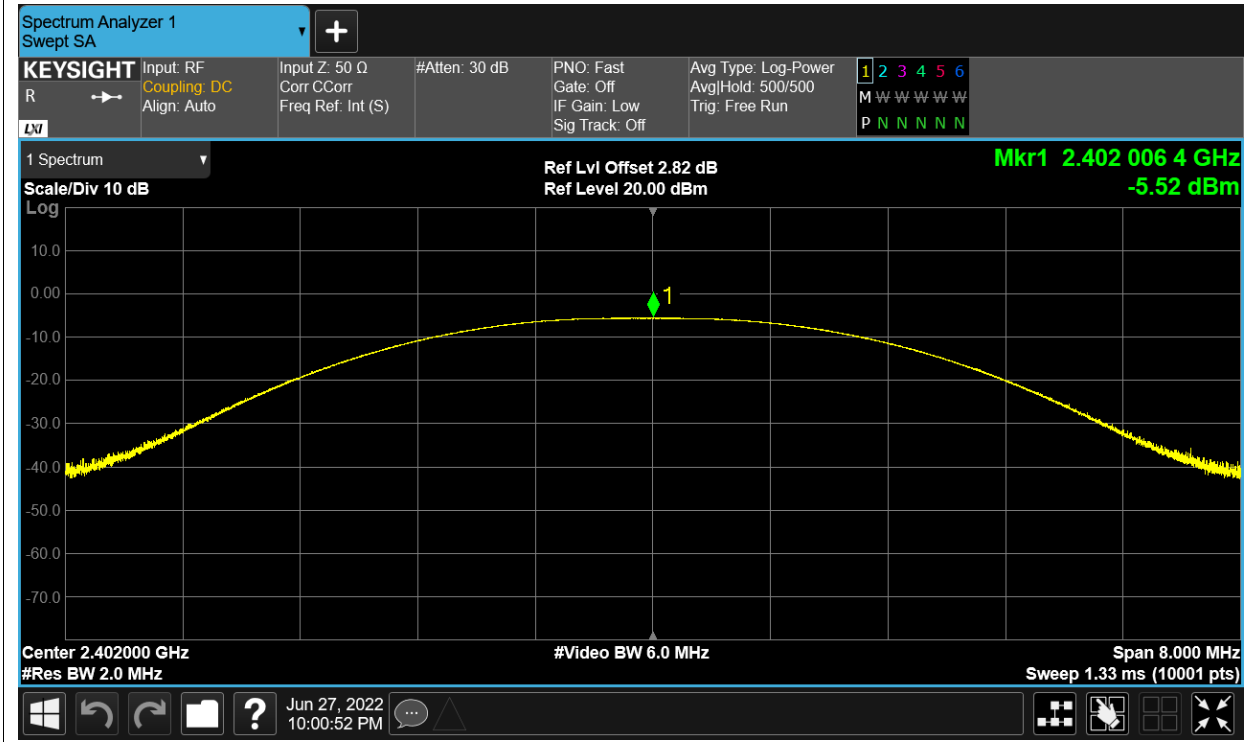 Spectrum Analyzer 1
Swept SA
KEYSIGHT
R
LXI
Input: RF
Coupling: DC
Align: Auto
Input Z: 50 Ω
Corr CCorr
Freq Ref: Int (S)
#Atten: 30 dB
PNO: Fast
Gate: Off
IF Gain: Low
Sig Track: Off
Avg Type: Log-Power
Avg|Hold: 500/500
Trig: Free Run
1 2 3 4 5 6
M W W W W W
P N N N N N
1 Spectrum
Scale/Div 10 dB
Log
Ref Lvl Offset 2.82 dB
Ref Level 20.00 dBm
Mkr1 2.402 006 4 GHz
-5.52 dBm
10.0
0.00
1
-10.0
-20.0
-30.0
-40.0
-50.0
-60.0
-70.0
Center 2.402000 GHz
#Video BW 6.0 MHz
Span 8.000 MHz
#Res BW 2.0 MHz
Sweep 1.33 ms (10001 pts)
?
Jun 27, 2022
10:00:52 PM